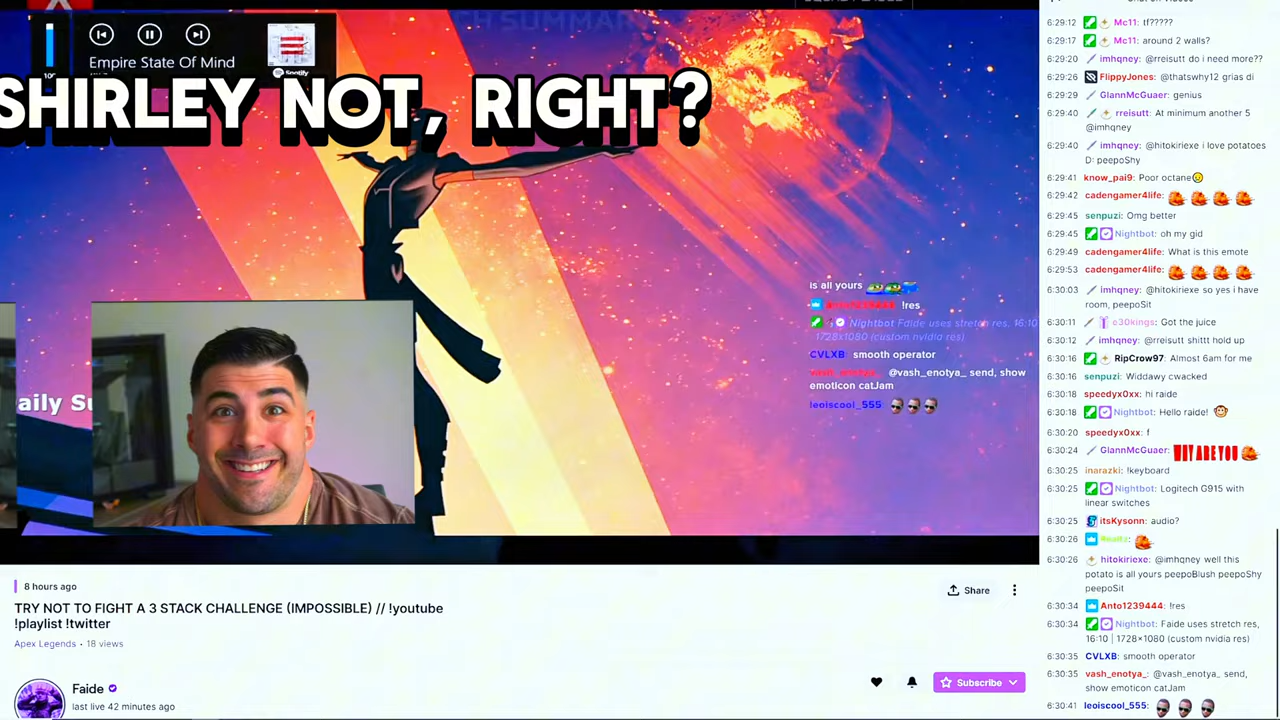 Empire State Of Mind
Spotify
SHIRLEY NOT, RIGHT?
is all yours
!res
Nightbot Faide uses stretch res, 16:10
1728x1080 (custom nvidia res)
CVLXB: smooth operator
vash_enotya_ @vash_enotya_ send, show
emoticon catJam
leoiscool_555:
8 hours ago
Share
TRY NOT TO FIGHT A 3 STACK CHALLENGE (IMPOSSIBLE) // !youtube
!playlist !twitter
Apex Legends • 18 views
Faide
Subscribe
last live 42 minutes ago
6:29:12 Mc11: tf????
6:29:17 Mc11: around 2 walls?
6:29:20 imhqney: @rreisutt do i need more??
6:29:26 FlippyJones: @thatswhy12 grias di
6:29:29 GlannMcGuaer: genius
6:29:40 rreisutt: At minimum another 5
@imhqney
6:29:40 imhqney: @hitokiriexe i love potatoes
D: peepoShy
6:29:41 know_pai9: Poor octane
6:29:42 cadengamer4life:
6:29:45 senpuzi: Omg better
6:29:45 Nightbot: oh my gid
6:29:49 cadengamer4life: What is this emote
6:29:53 cadengamer4life:
6:30:03 imhqney: @hitokiriexe so yes i have
room, peepoSit
6:30:11 e30kings: Got the juice
6:30:12 imhqney: @reisutt shittt hold up
6:30:16 RipCrow97: Almost 6am for me
6:30:16 senpuzi: Widdawy cwacked
6:30:18 speedyx0xx: hi raide
6:30:18 Nightbot: Hello raide!
6:30:20 speedyx0xx: f
6:30:24 GlannMcGuaer: WHY ARE YOU
6:30:25 inarazki: !keyboard
6:30:25 Nightbot: Logitech G915 with
linear switches
6:30:25 itsKysonn: audio?
6:30:26
6:30:26 hitokiriexe: @imhqney well this
potato is all yours peepoBlush peepoShy
peepoSit
6:30:34 Anto1239444: !res
6:30:34 Nightbot: Faide uses stretch res,
16:10 | 1728x1080 (custom nvidia res)
6:30:35 CVLXB: smooth operator
6:30:35 vash_enotya_: @vash_enotya_ send,
show emoticon catJam
6:30:41 leoiscool_555: